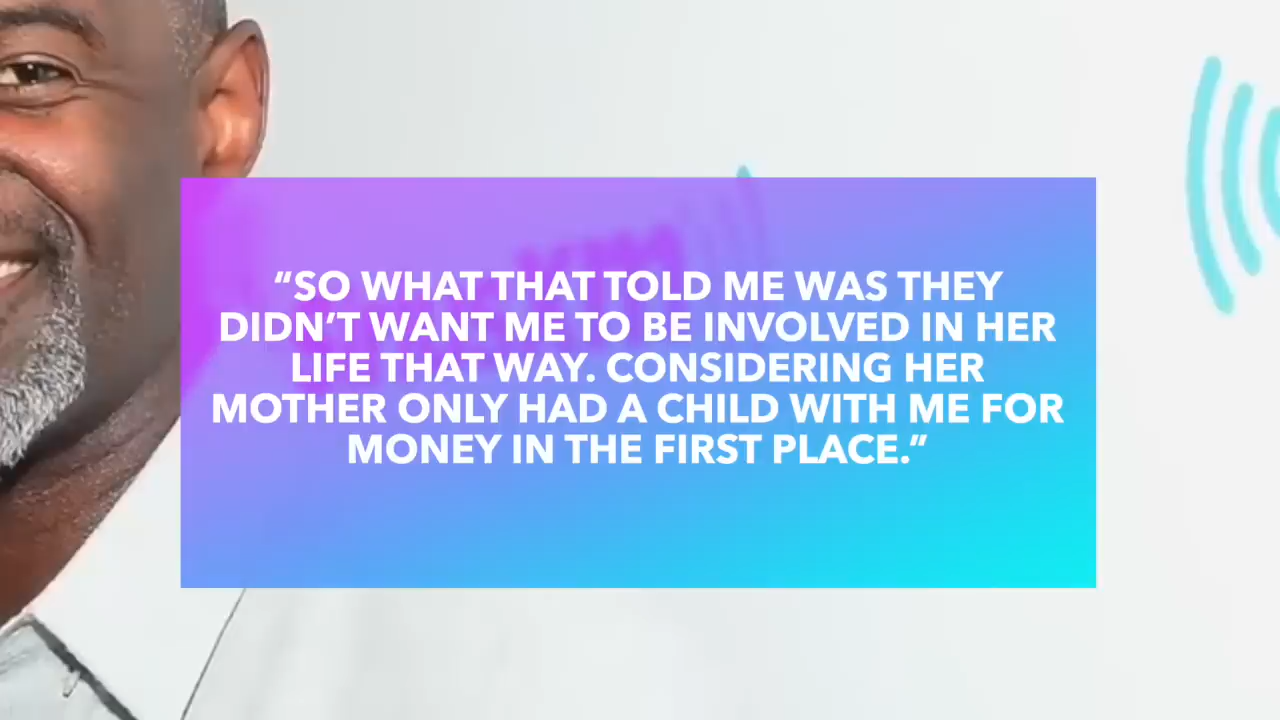 “SO WHAT THAT TOLD ME WAS THEY
DIDN’T WANT ME TO BE INVOLVED IN HER
LIFE THAT WAY. CONSIDERING HER
MOTHER ONLY HAD A CHILD WITH ME FOR
MONEY IN THE FIRST PLACE.”